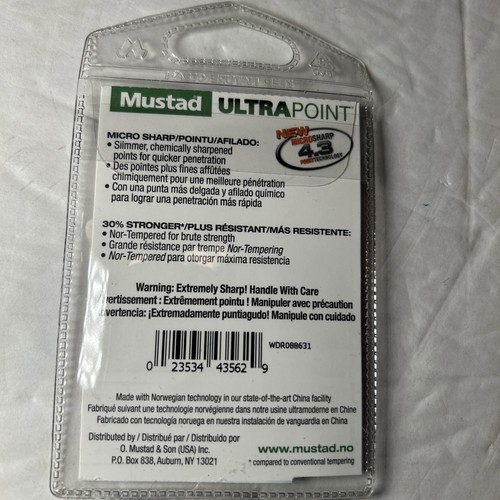 Mustad ULTRAPOINT
NEW
MICROSHARP
4.3
POINT TECHNOLOGY
MICRO SHARP/POINTU/AFILADO:
• Slimmer, chemically sharpened
points for quicker penetration
• Des pointes plus fines affûtées
chimiquement pour une meilleure pénétration
• Con una punta más delgada y afilado químico
para lograr una penetración más rápida
30% STRONGER*/PLUS RÉSISTANT/MÁS RESISTENTE:
• Nor-Tempered for brute strength
• Grande résistance par trempe Nor-Tempering
• Nor-Tempared para otorgar máxima resistencia
Warning: Extremely Sharp! Handle With Care
vertissement : Extrêmement pointu ! Manipuler avec précaution
dvertencia: ¡Extremadamente puntiagudo! Manipule con cuidado
WDR088631
0 23534 43562 9
Made with Norwegian technology in our state-of-the-art China facility
Fabriqué suivant une technologie norvégienne dans notre usine ultramoderne en Chine
Fabricado con tecnología noruega en nuestra instalación de vanguardia en China
Distributed by / Distribué par / Distribuido por
O. Mustad & Son (USA) Inc.
P.O. Box 838, Auburn, NY 13021
www.mustad.no
* compared to conventional tempering